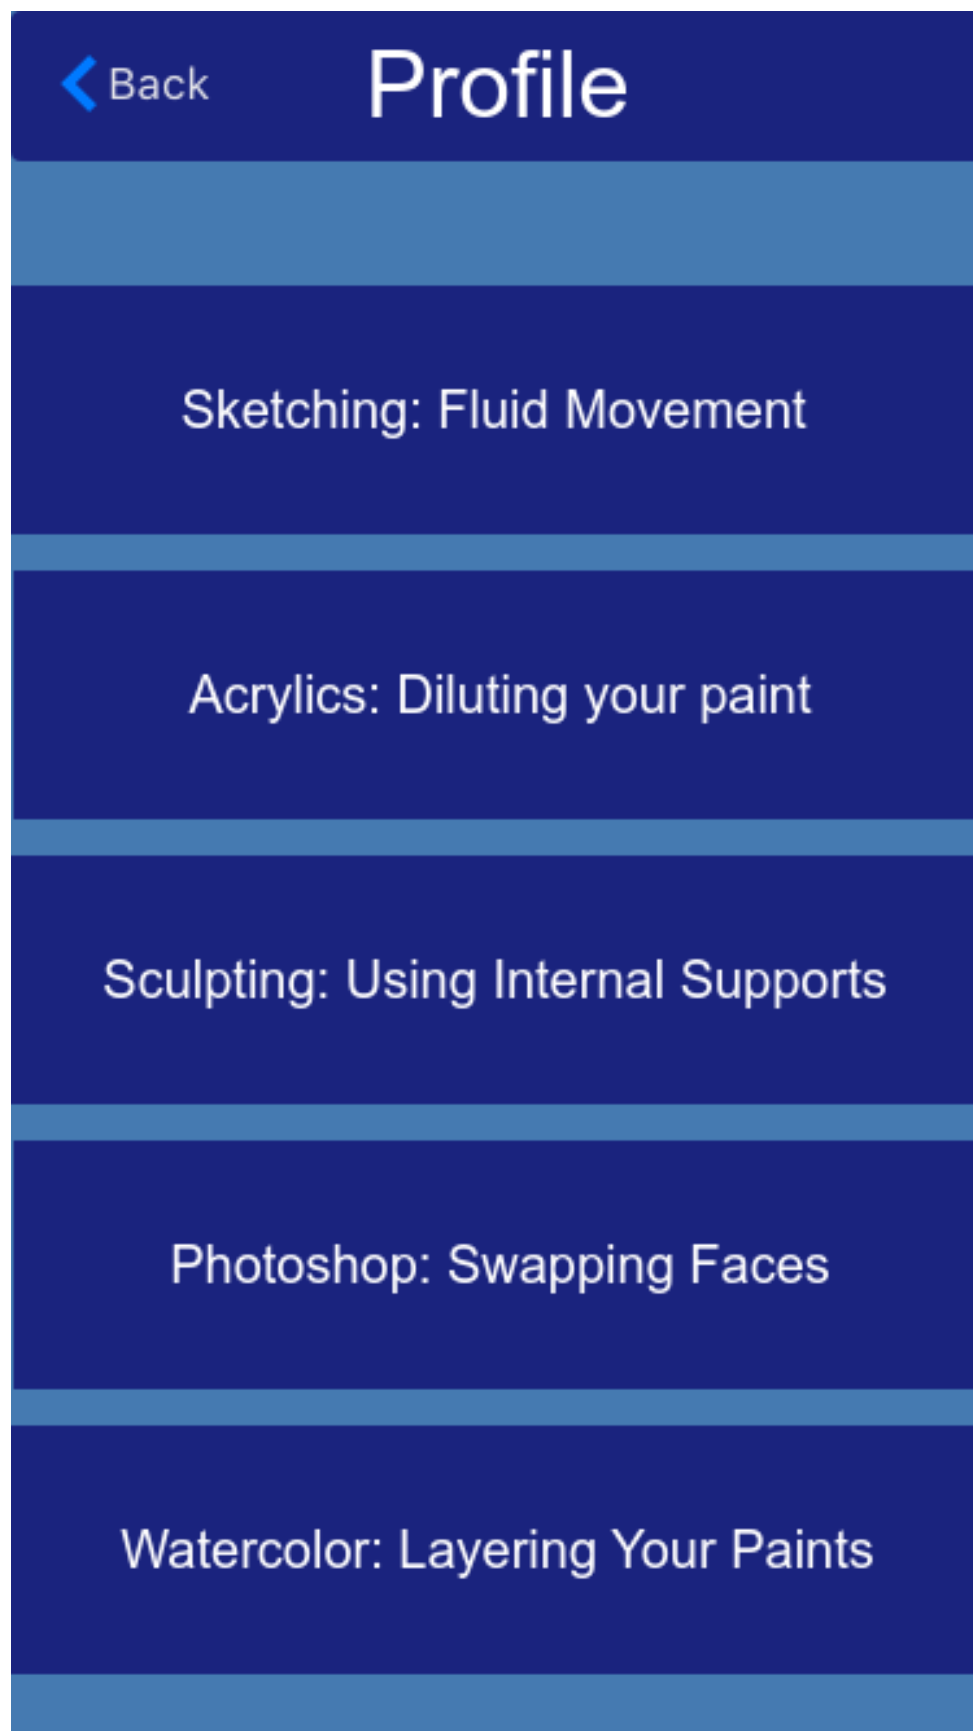 Back
Profile
Sketching: Fluid Movement
Acrylics: Diluting your paint
Sculpting: Using Internal Supports
Photoshop: Swapping Faces
Watercolor: Layering Your Paints